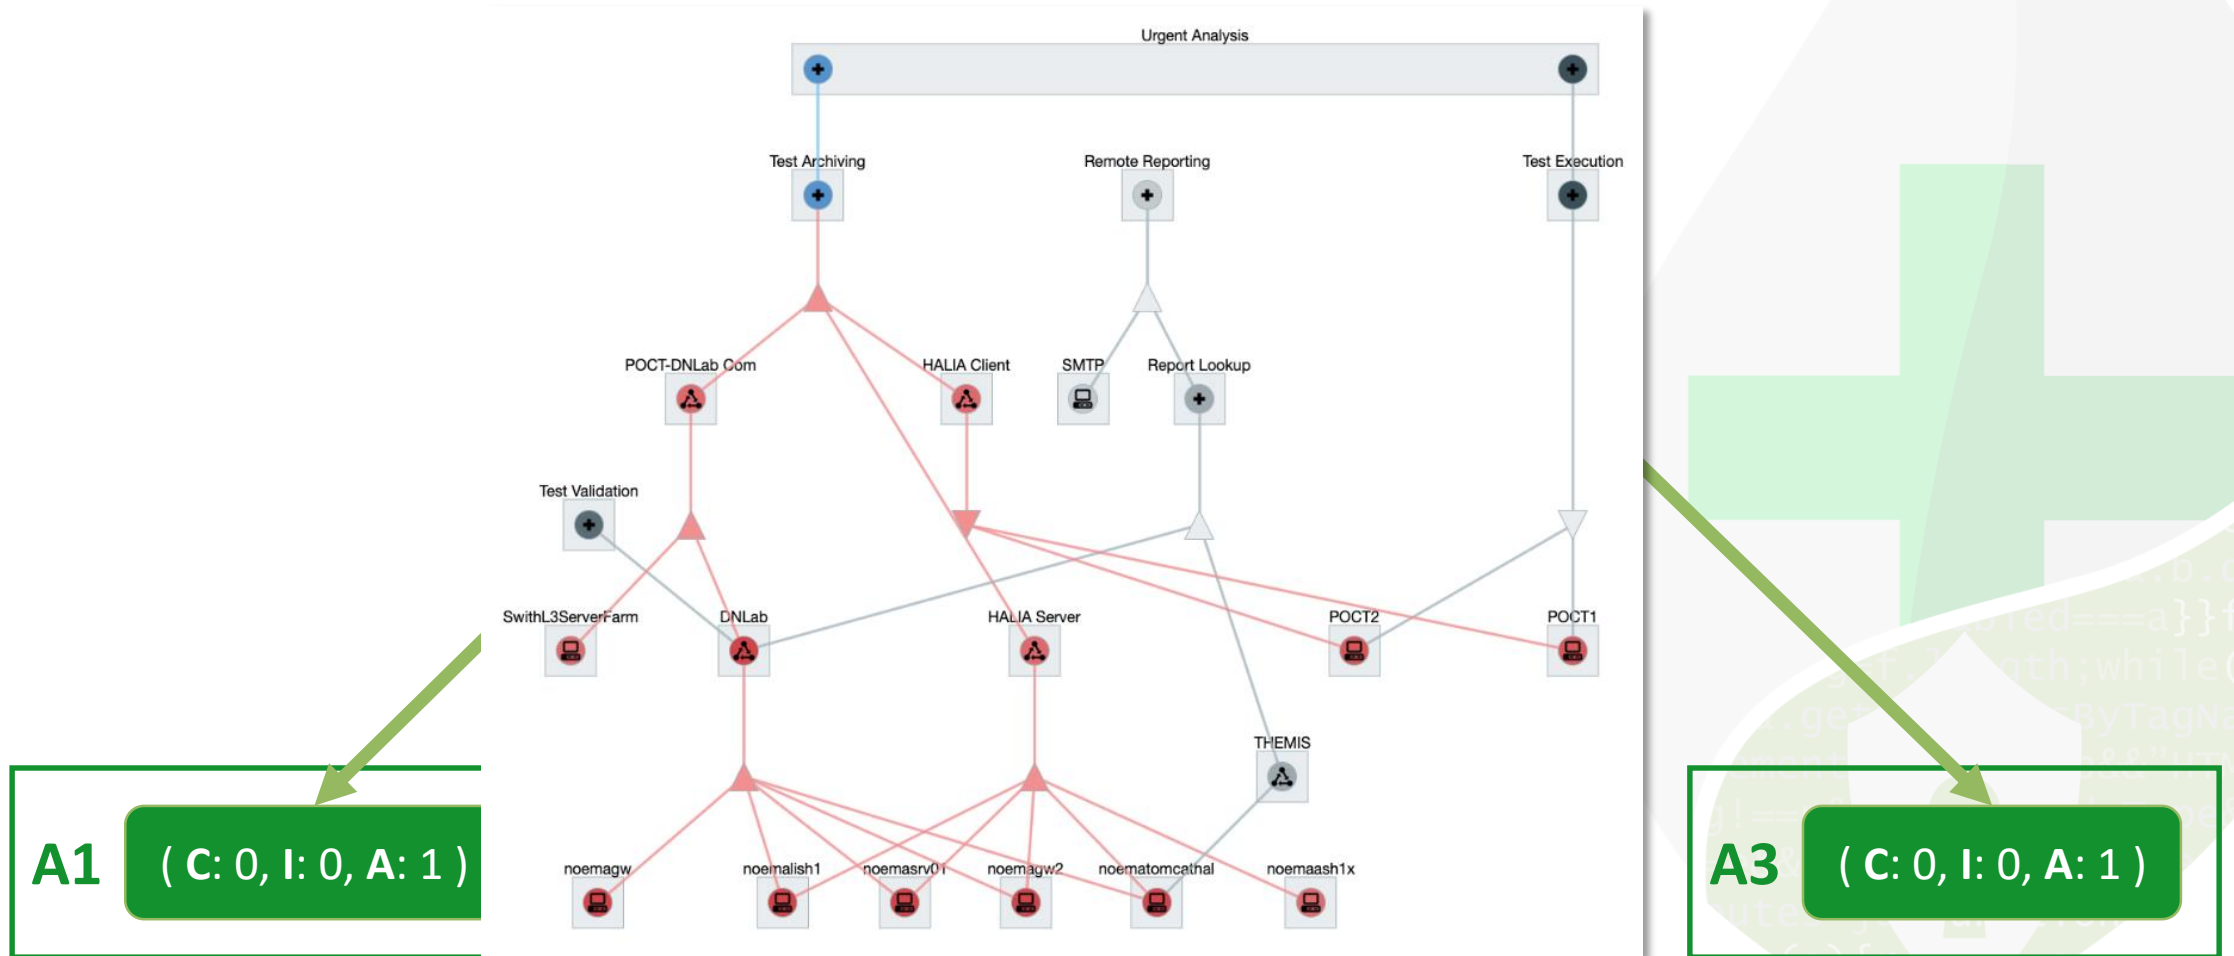 Urgent Analysis
Test Archiving
Remote Reporting
Test Execution
POCT-DNLab Com
HALIA Client
SMTP
Report Lookup
Test Validation
SwithL3ServerFarm
DNLab
HALIA Server
POCT2
POCT1
THEMIS
noemagw
noemalish1
noemasrv01
noemagw2
noematomcathal
noemaash1x
A1
( C: 0, I: 0, A: 1 )
A3
( C: 0, I: 0, A: 1 )